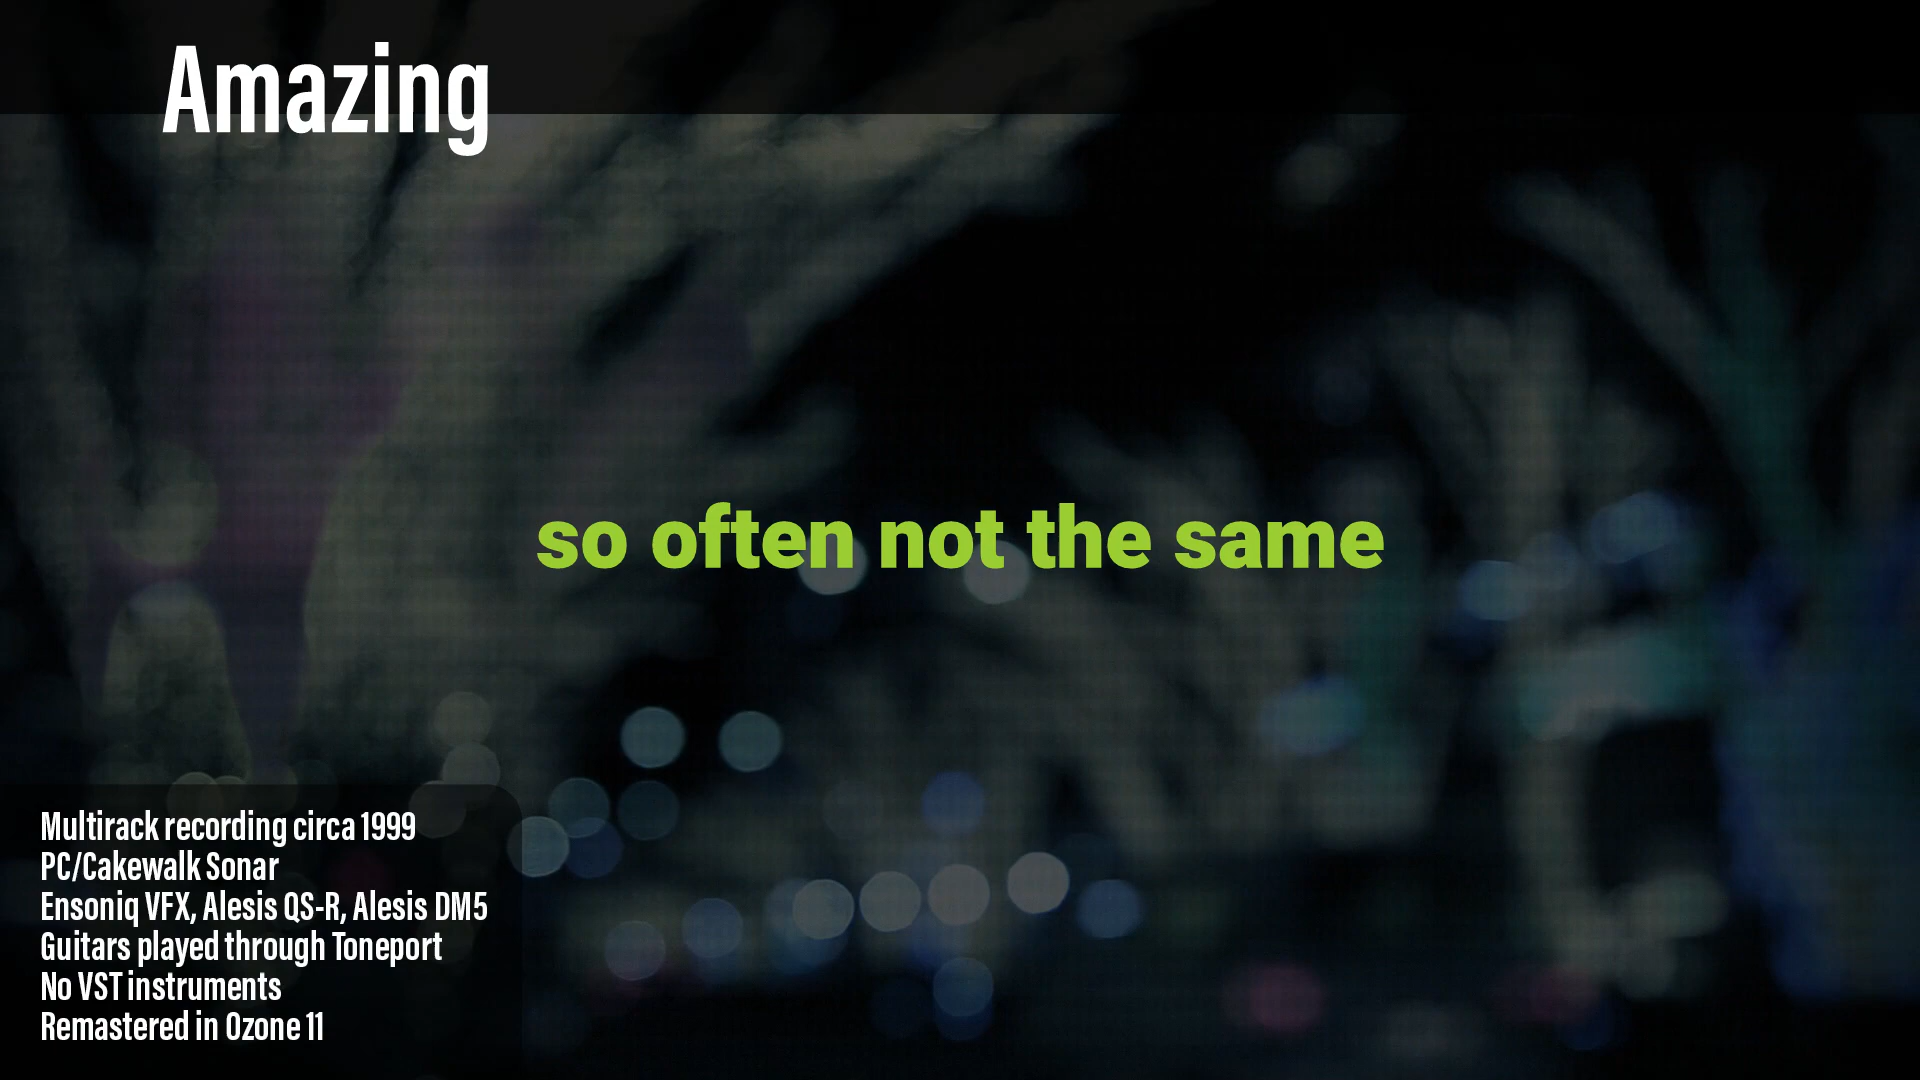 Amazing
so often not the same
Multirack recording circa 1999
PC/Cakewalk Sonar
Ensoniq VFX, Alesis QS-R, Alesis DM5
Guitars played through Toneport
No VST instruments
Remastered in Ozone 11